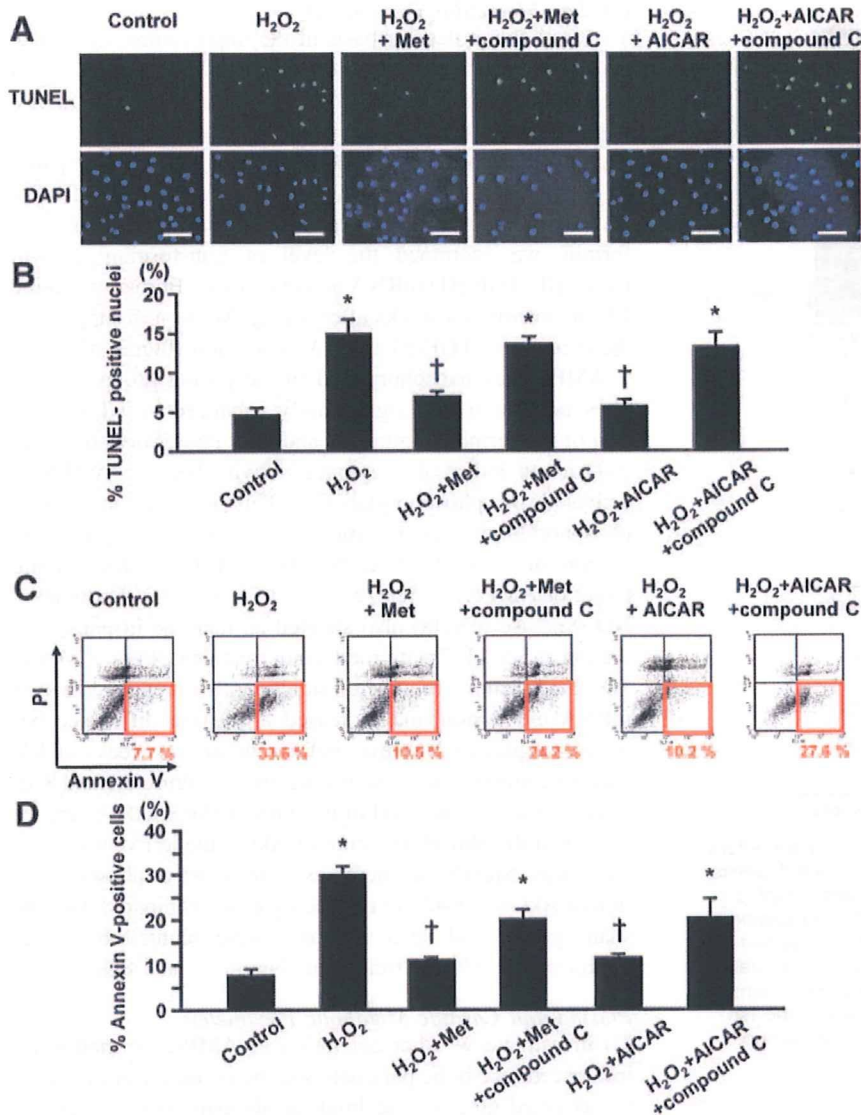 A
Control
H2O2
H2O2
+ Met
H2O2+Met
+compound C
H2O2
+ AICAR
H2O2+AICAR
+compound C
TUNEL
DAPI
B
(%)
% TUNEL- positive nuclei
20
15
10
5
0
*
†
*
†
*
Control
H2O2
H2O2+Met
H2O2+Met
+compound C
H2O2+AICAR
H2O2+AICAR
+compound C
C
Control
H2O2
H2O2
+ Met
H2O2+Met
+compound C
H2O2
+ AICAR
H2O2+AICAR
+compound C
PI
7.7 %
33.6 %
10.5 %
24.2 %
10.2 %
27.6 %
Annexin V
D
(%)
% Annexin V-positive cells
40
30
20
10
0
*
†
*
†
*
Control
H2O2
H2O2+Met
H2O2+Met
+compound C
H2O2+AICAR
H2O2+AICAR
+compound C